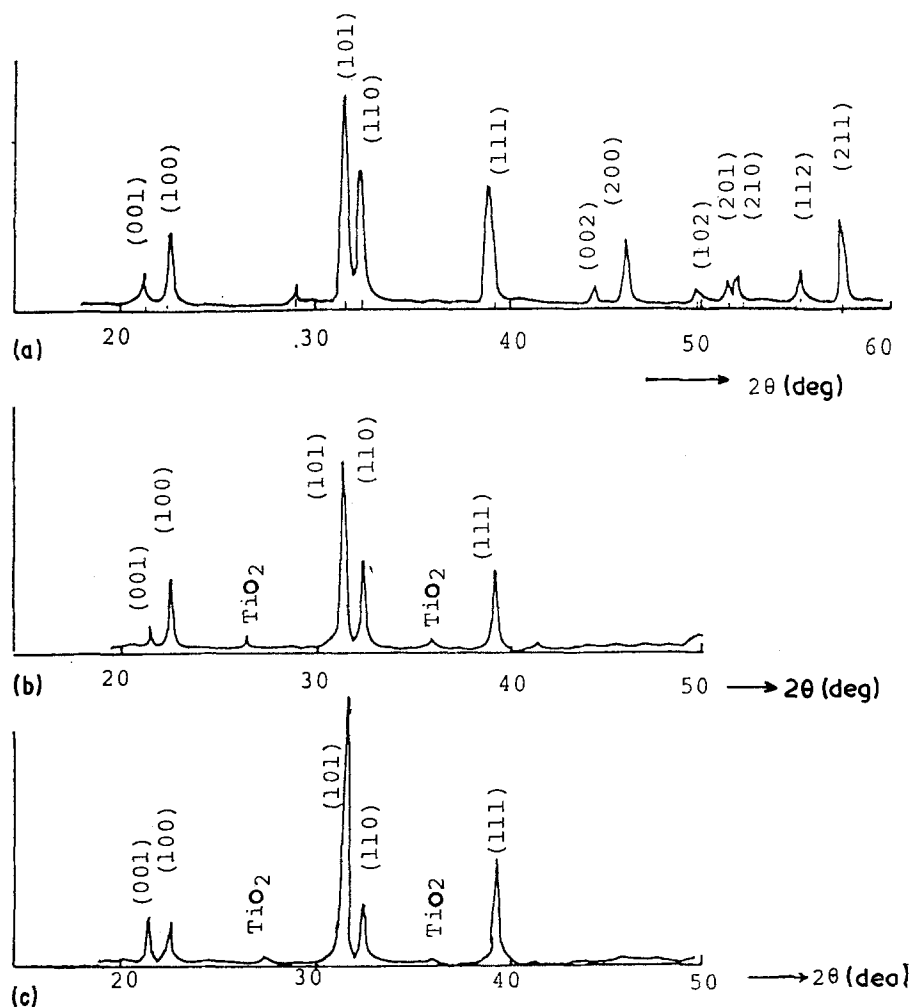 (001) (100) (101) (110) (111) (002) (200) (102) (201) (210) (112) (211)
20 .30 40 50 60
(a)
2θ (deg)
(001) (100) TiO2 (101) (110) TiO2 (111)
20 30 40 50
(b) 2θ (deg)
(001) (100) TiO2 (101) (110) TiO2 (111)
20 30 40 50
(c) 2θ (deg)